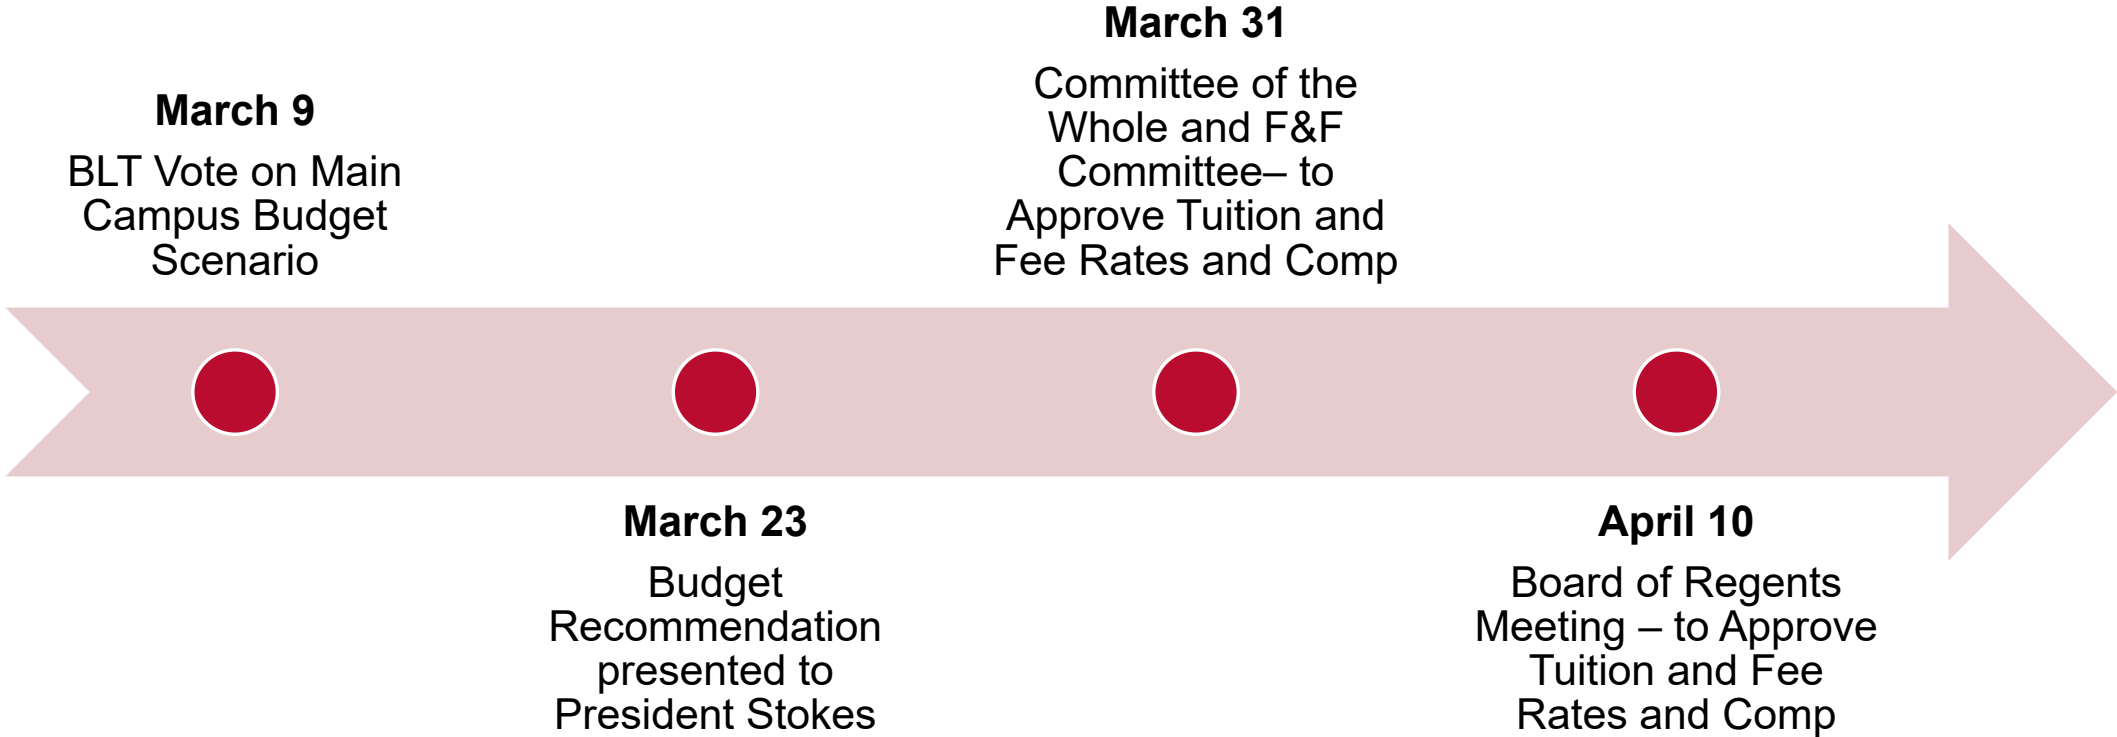 March 9
BLT Vote on Main
Campus Budget
Scenario
March 23
Budget
Recommendation
presented to
President Stokes
March 31
Committee of the
Whole and F&F
Committee– to
Approve Tuition and
Fee Rates and Comp
April 10
Board of Regents
Meeting – to Approve
Tuition and Fee
Rates and Comp